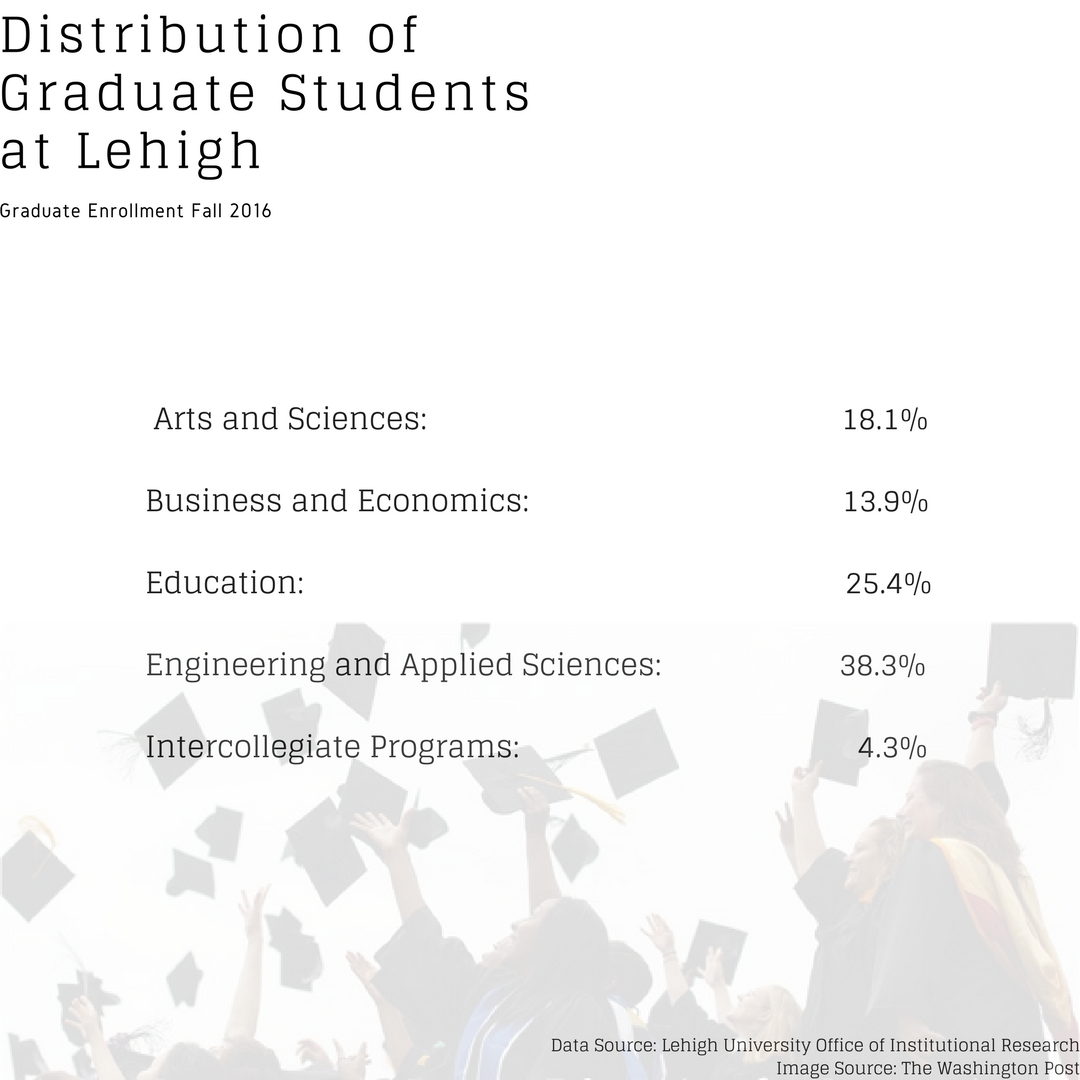 Distribution of
Graduate Students
at Lehigh
Graduate Enrollment Fall 2016
Arts and Sciences: 18.1%
Business and Economics: 13.9%
Education: 25.4%
Engineering and Applied Sciences: 38.3%
Intercollegiate Programs: 4.3%
Data Source: Lehigh University Office of Institutional Research
Image Source: The Washington Post